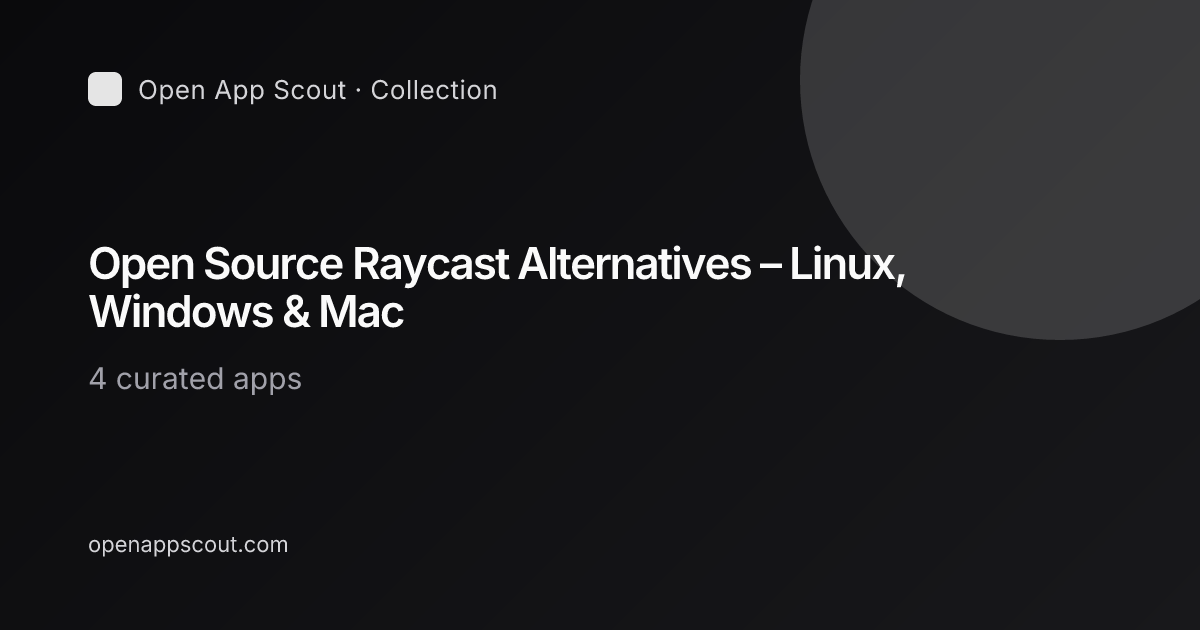 Open App Scout · Collection
Open Source Raycast Alternatives – Linux,
Windows & Mac
4 curated apps
openappscout.com